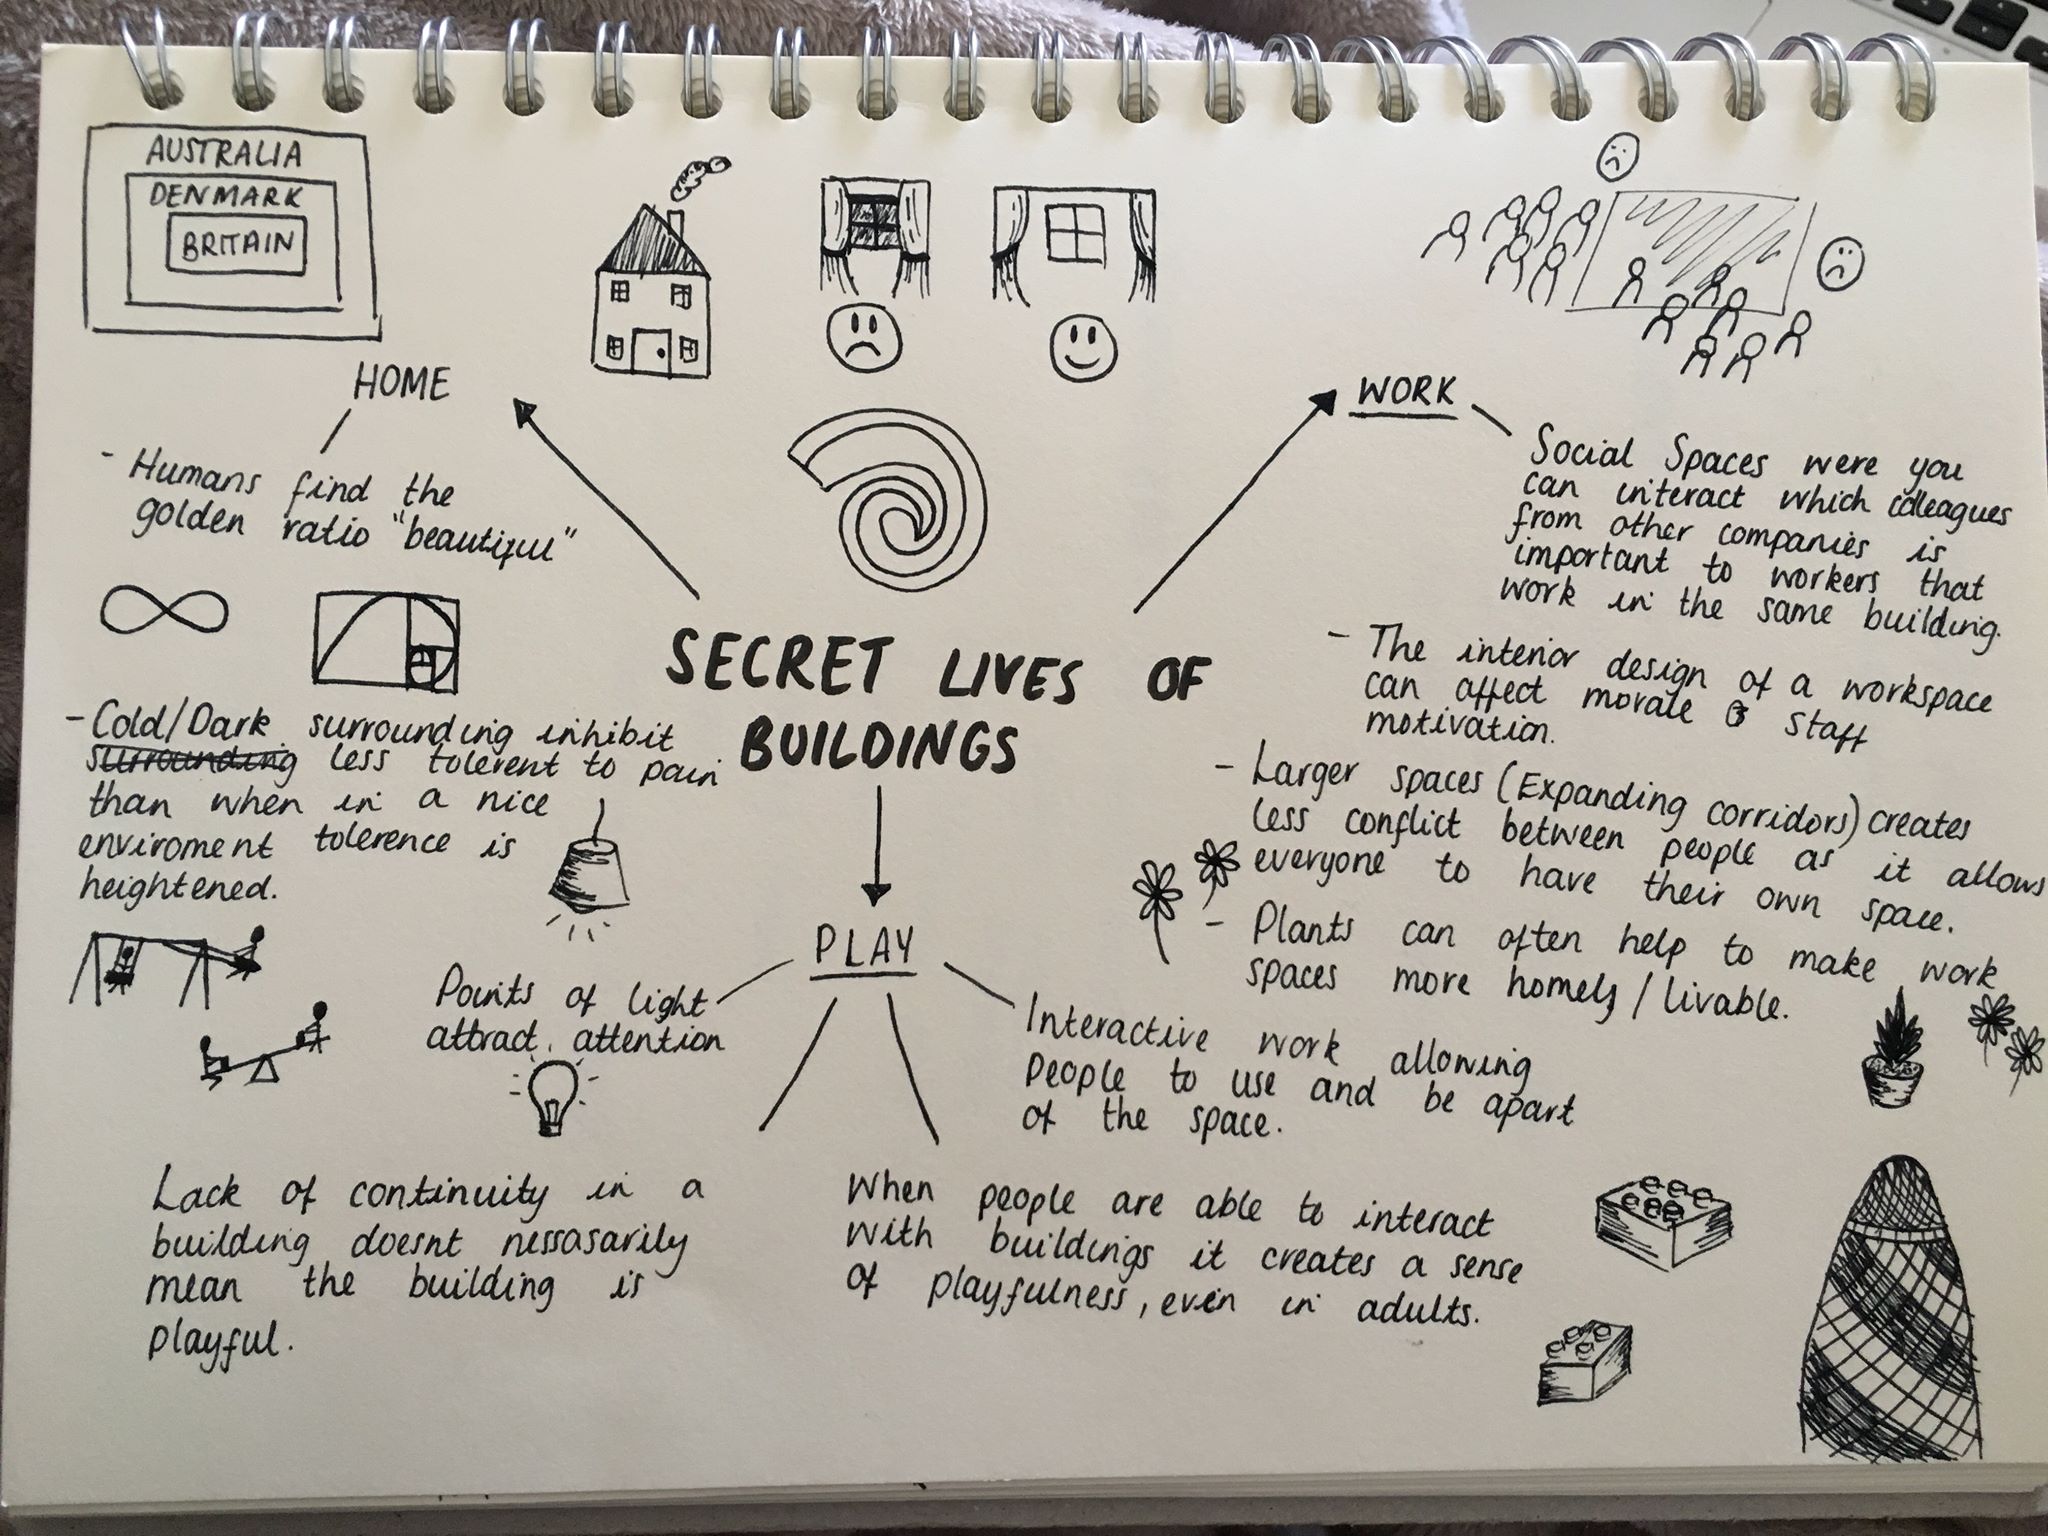 AUSTRALIA
DENMARK
BRITAIN
HOME
- Humans find the
golden ratio "beautiful"
- Cold/Dark surrounding inhibit
surrounding less tolerent to pain
than when in a nice
enviroment tolerence is
heightened.
SECRET LIVES OF
BUILDINGS
WORK
Social Spaces were you
can interact which colleagues
from other companies is
important to workers that
work in the same building.
- The interior design of a workspace
can affect morale & Staff
motivation.
- Larger spaces (Expanding corridors) creates
less conflict between people as it allows
everyone to have their own space.
- Plants can often help to make work
spaces more homely / livable.
PLAY
Points of light
attract attention
Interactive work allowing
People to use and be apart
of the space.
Lack of continuity in a
building doesnt nessasarily
mean the building is
playful.
When people are able to interact
with buildings it creates a sense
of playfulness, even in adults.